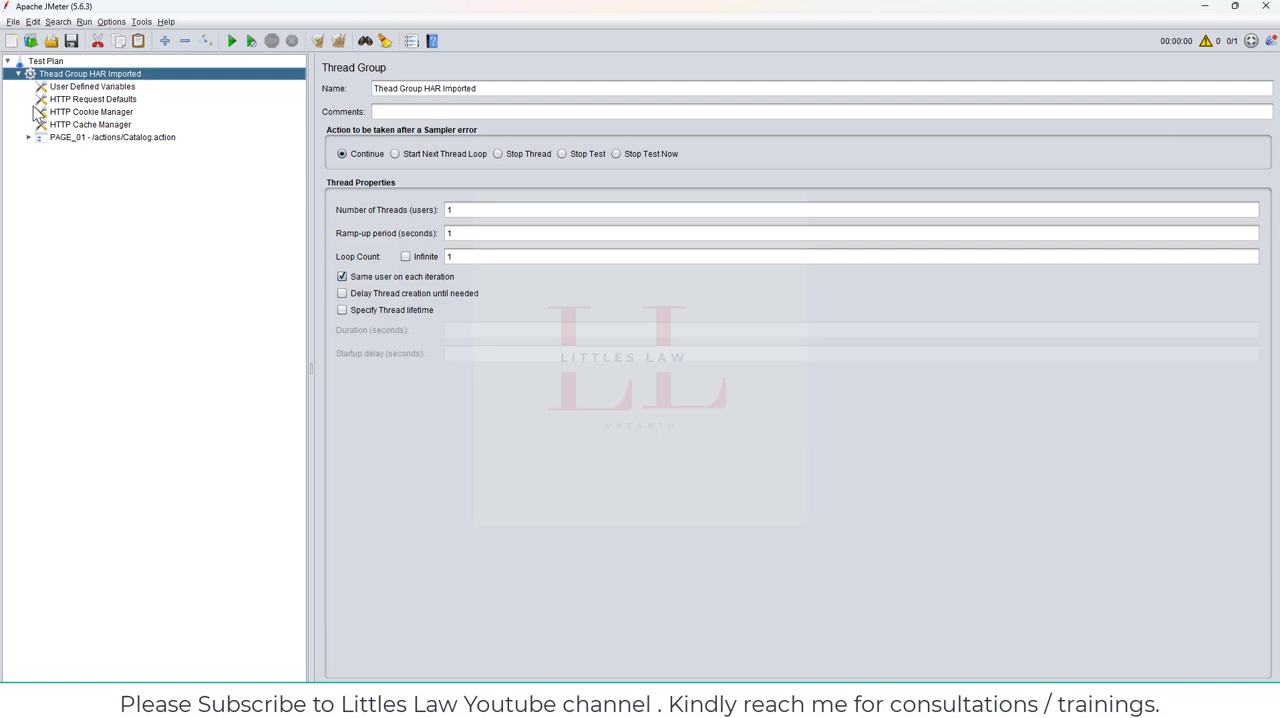 Apache JMeter (5.6.3)
File Edit Search Run Options Tools Help
00:00:00 0 0/1
Test Plan
Thead Group HAR Imported
User Defined Variables
HTTP Request Defaults
HTTP Cookie Manager
HTTP Cache Manager
PAGE_01 - /actions/Catalog.action
Thread Group
Name: Thead Group HAR Imported
Comments:
Action to be taken after a Sampler error
Continue Start Next Thread Loop Stop Thread Stop Test Stop Test Now
Thread Properties
Number of Threads (users): 1
Ramp-up period (seconds): 1
Loop Count: Infinite 1
Same user on each iteration
Delay Thread creation until needed
Specify Thread lifetime
Duration (seconds):
Startup delay (seconds):
LL
LITTLES LAW
VASANTH
Please Subscribe to Littles Law Youtube channel . Kindly reach me for consultations / trainings.